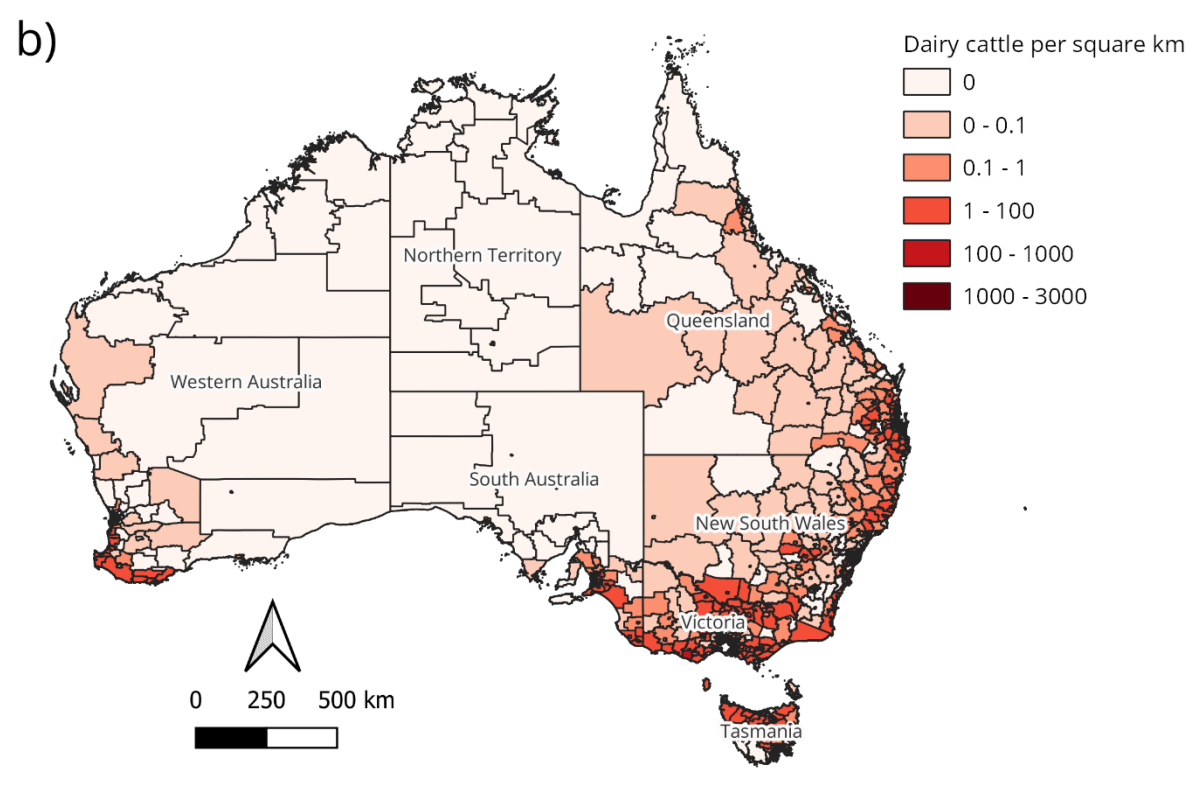 b)
Dairy cattle per square km
0
0 - 0.1
0.1 - 1
1 - 100
100 - 1000
1000 - 3000
Northern Territory
Queensland
Western Australia
South Australia
New South Wales
Victoria
0 250 500 km
Tasmania